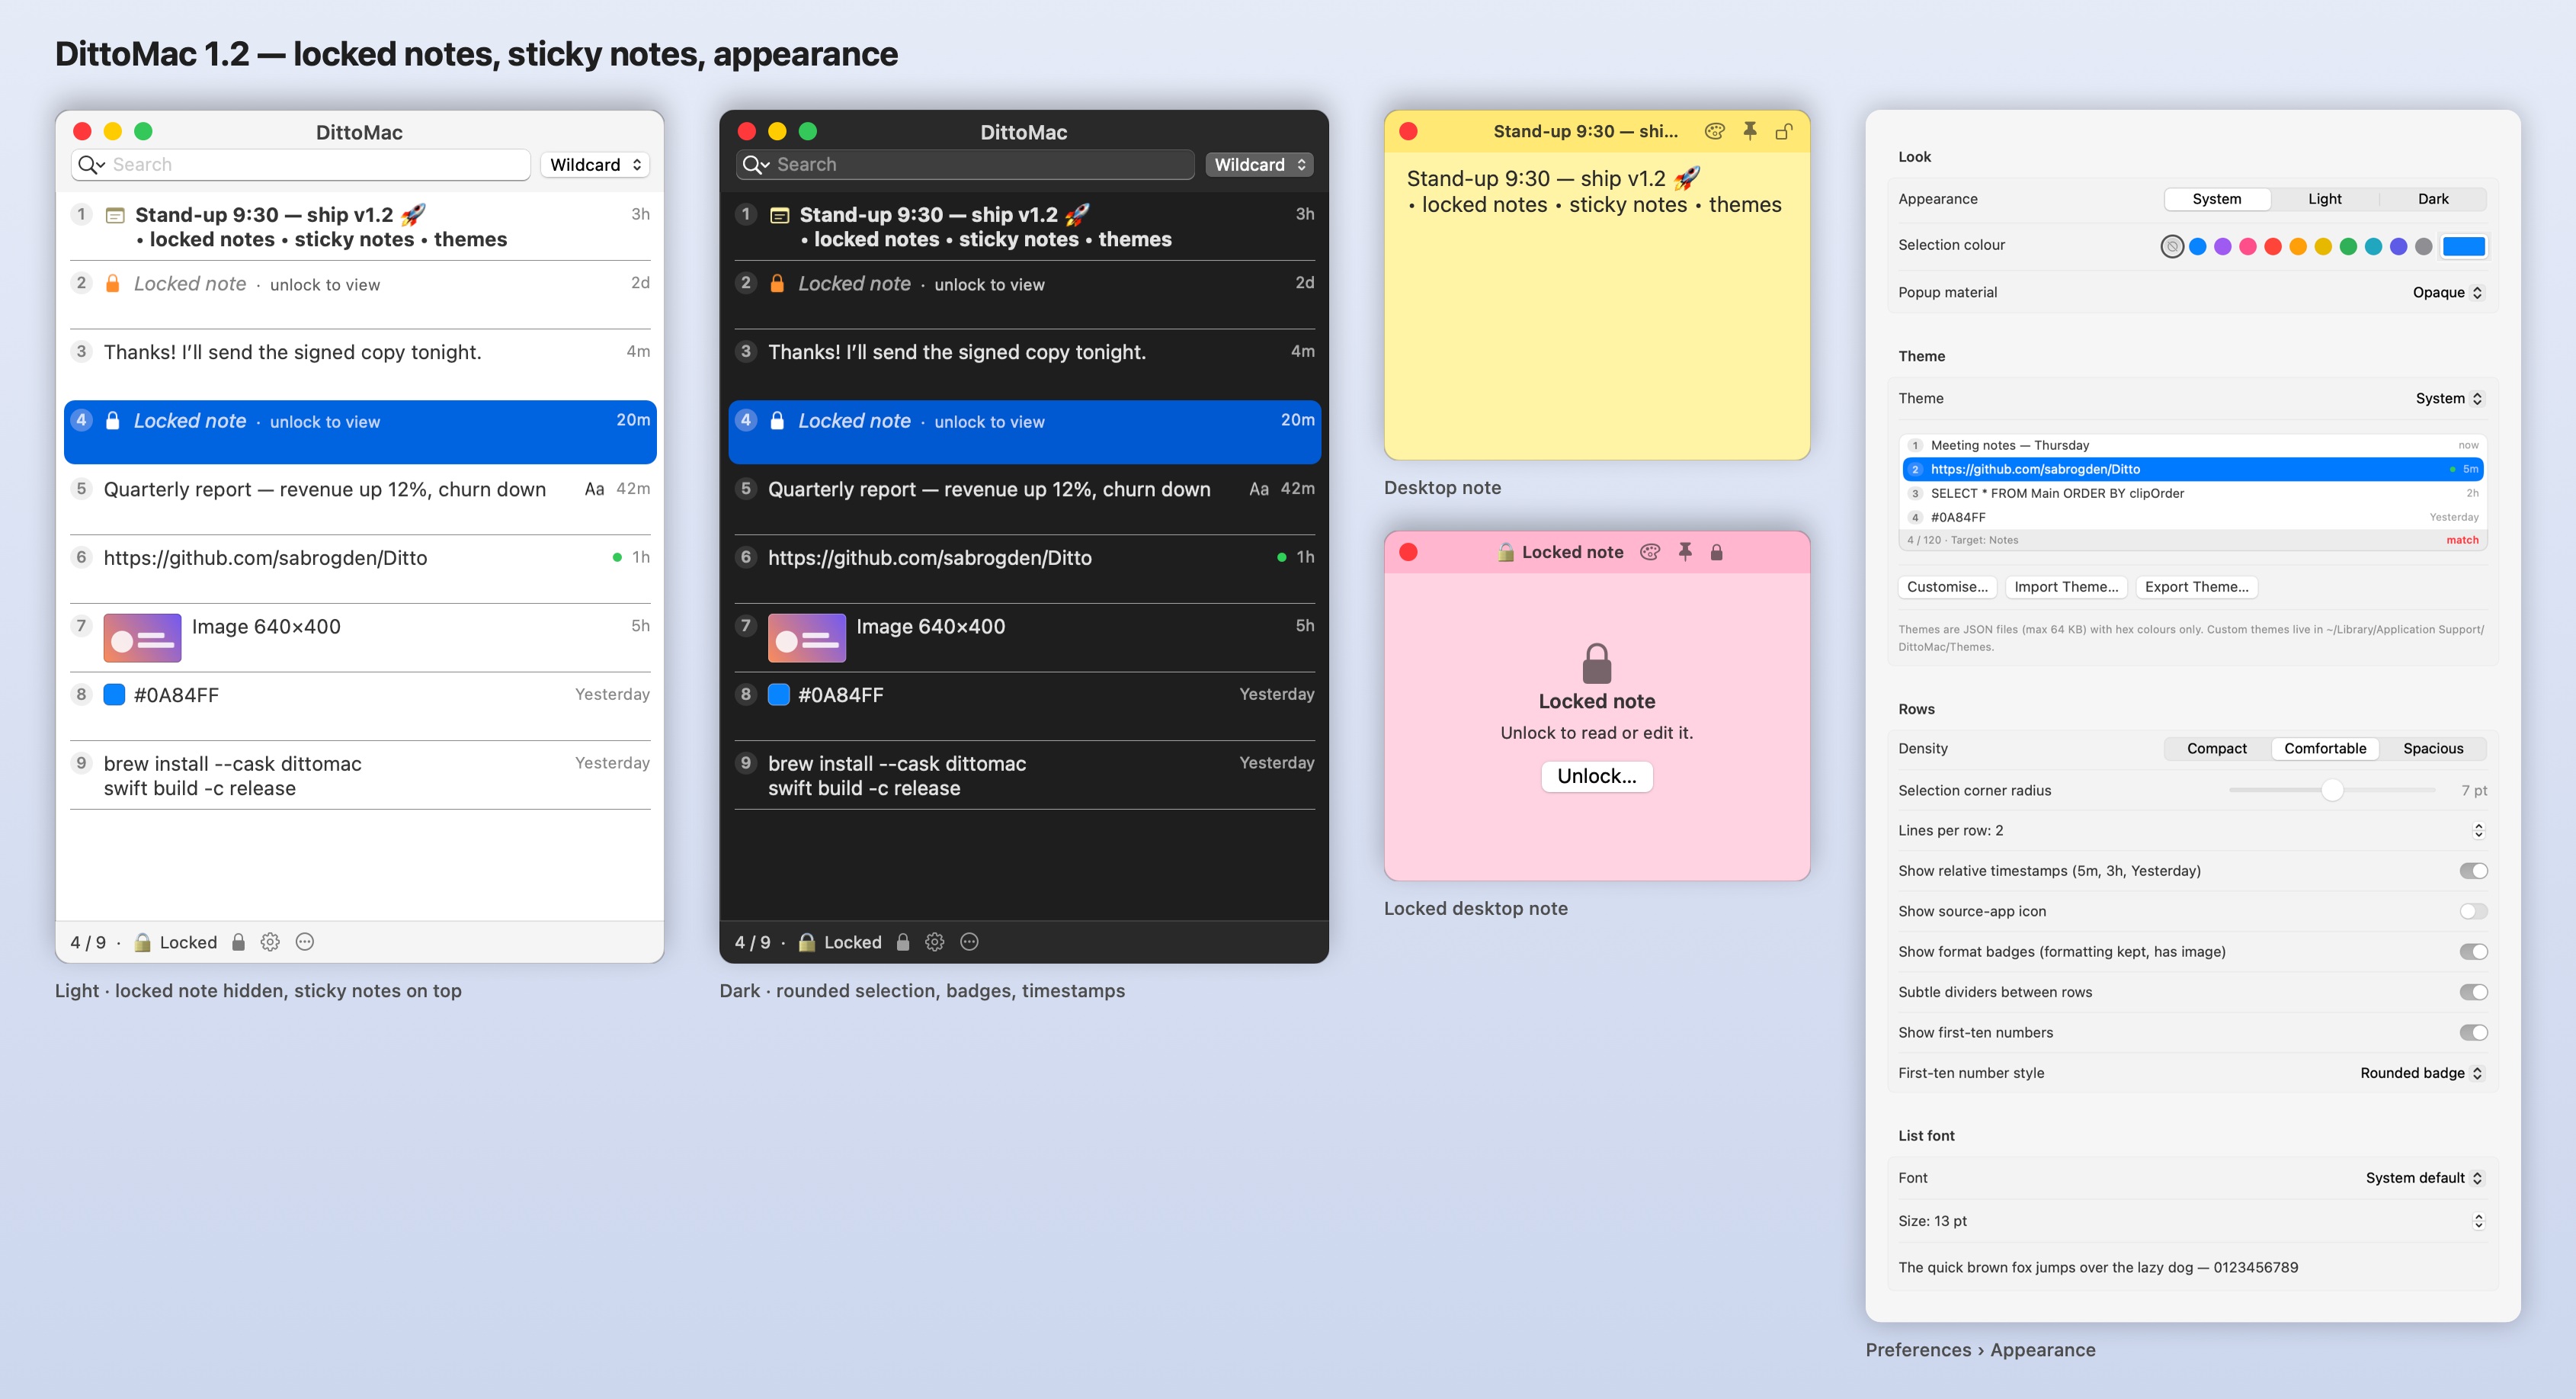 DittoMac 1.2 — locked notes, sticky notes, appearance
DittoMac
Search
Wildcard
1 Stand-up 9:30 — ship v1.2 🚀 3h
• locked notes • sticky notes • themes
2 Locked note · unlock to view 2d
3 Thanks! I’ll send the signed copy tonight. 4m
4 Locked note · unlock to view 20m
5 Quarterly report — revenue up 12%, churn down Aa 42m
6 https://github.com/sabrogden/Ditto 1h
7 Image 640×400 5h
8 #0A84FF Yesterday
9 brew install --cask dittomac Yesterday
swift build -c release
4 / 9 · 🔒 Locked
Light · locked note hidden, sticky notes on top
DittoMac
Search
Wildcard
1 Stand-up 9:30 — ship v1.2 🚀 3h
• locked notes • sticky notes • themes
2 Locked note · unlock to view 2d
3 Thanks! I’ll send the signed copy tonight. 4m
4 Locked note · unlock to view 20m
5 Quarterly report — revenue up 12%, churn down Aa 42m
6 https://github.com/sabrogden/Ditto 1h
7 Image 640×400 5h
8 #0A84FF Yesterday
9 brew install --cask dittomac Yesterday
swift build -c release
4 / 9 · 🔒 Locked
Dark · rounded selection, badges, timestamps
Stand-up 9:30 — shi...
Stand-up 9:30 — ship v1.2 🚀
• locked notes • sticky notes • themes
Desktop note
🔒 Locked note
Locked note
Unlock to read or edit it.
Unlock...
Locked desktop note
Look
Appearance System Light Dark
Selection colour
Popup material Opaque
Theme
Theme System
1 Meeting notes — Thursday now
2 https://github.com/sabrogden/Ditto 5m
3 SELECT * FROM Main ORDER BY clipOrder 2h
4 #0A84FF Yesterday
4 / 120 · Target: Notes match
Customise... Import Theme... Export Theme...
Themes are JSON files (max 64 KB) with hex colours only. Custom themes live in ~/Library/Application Support/
DittoMac/Themes.
Rows
Density Compact Comfortable Spacious
Selection corner radius 7 pt
Lines per row: 2
Show relative timestamps (5m, 3h, Yesterday)
Show source-app icon
Show format badges (formatting kept, has image)
Subtle dividers between rows
Show first-ten numbers
First-ten number style Rounded badge
List font
Font System default
Size: 13 pt
The quick brown fox jumps over the lazy dog — 0123456789
Preferences › Appearance